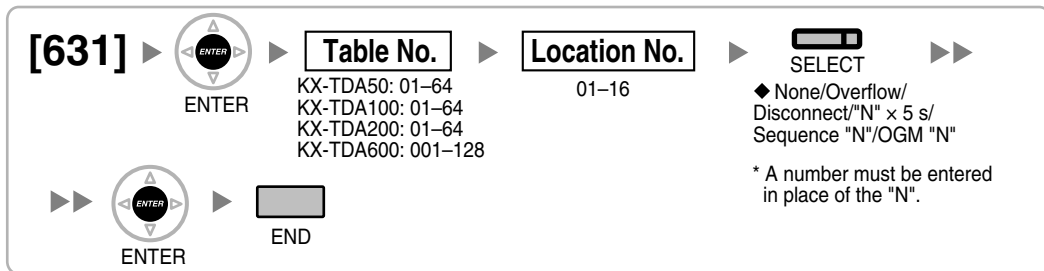 [631] ENTER Table No. Location No.
ENTER SELECT
KX-TDA50: 01–64 01–16
KX-TDA100: 01–64
KX-TDA200: 01–64
KX-TDA600: 001–128
◆ None/Overflow/
Disconnect/"N" × 5 s/
Sequence "N"/OGM "N"
* A number must be entered
in place of the "N".
ENTER
ENTER END